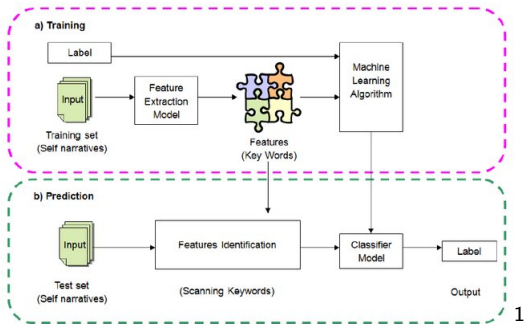 a) Training
Label
Input
Training set
(Self narratives)
Feature
Extraction
Model
Features
(Key Words)
Machine
Learning
Algorithm
b) Prediction
Input
Test set
(Self narratives)
Features Identification
(Scanning Keywords)
Classifier
Model
Label
Output
1